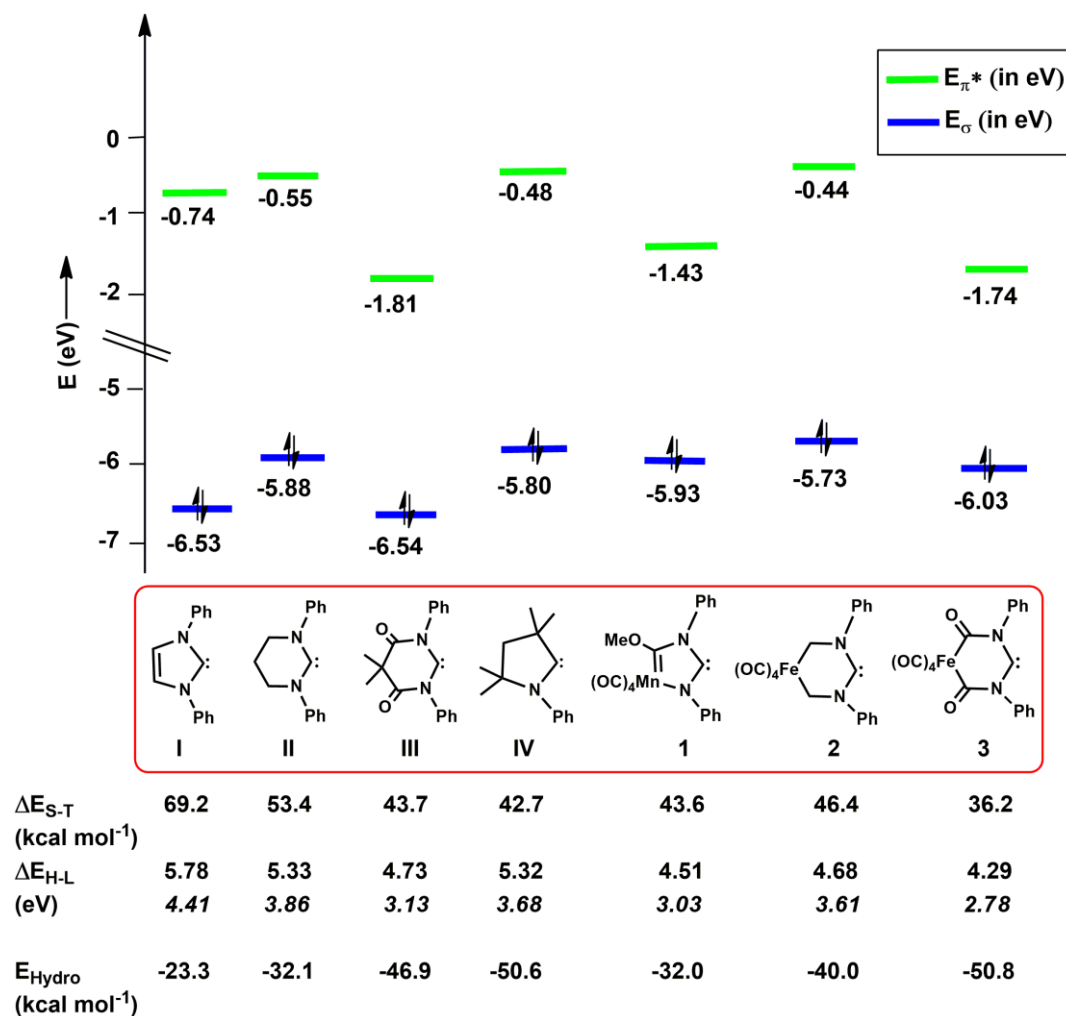 E_π* (in eV)
E_σ (in eV)
E (eV)
0
-1
-2
-5
-6
-7
-0.74
-0.55
-1.81
-0.48
-1.43
-0.44
-1.74
-6.53
-5.88
-6.54
-5.80
-5.93
-5.73
-6.03
Ph N N Ph
Ph N N Ph
O Ph N N O Ph
N Ph
MeO Ph N (OC)4Mn N Ph
Ph N (OC)4Fe N Ph
O Ph N (OC)4Fe N O Ph
I II III IV 1 2 3
ΔE_S-T 69.2 53.4 43.7 42.7 43.6 46.4 36.2
(kcal mol⁻¹)
ΔE_H-L 5.78 5.33 4.73 5.32 4.51 4.68 4.29
(eV) 4.41 3.86 3.13 3.68 3.03 3.61 2.78
E_Hydro -23.3 -32.1 -46.9 -50.6 -32.0 -40.0 -50.8
(kcal mol⁻¹)